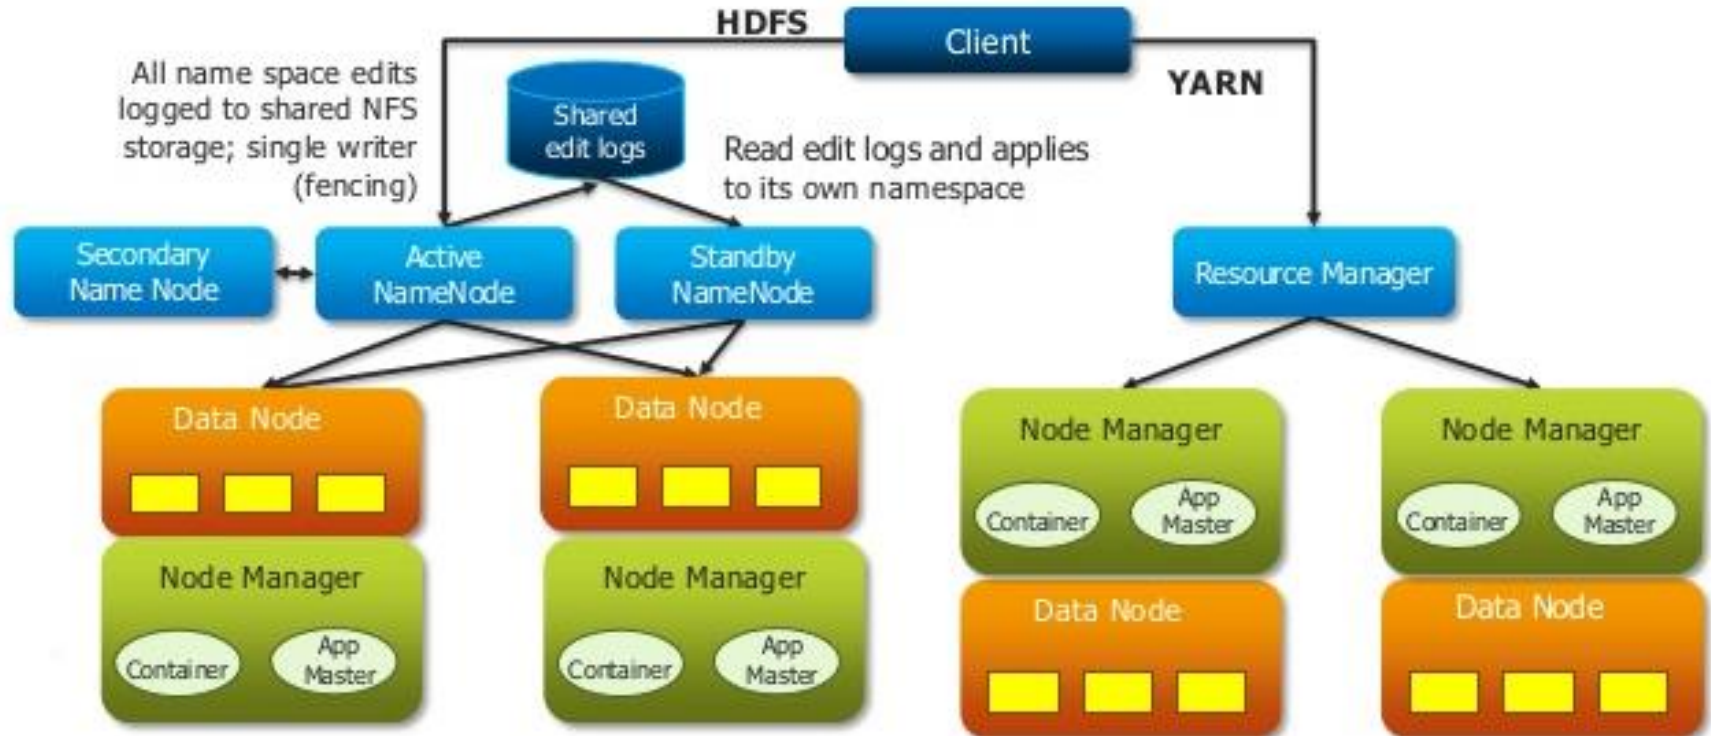 HDFS
Client
YARN
All name space edits
logged to shared NFS
storage; single writer
(fencing)
Shared
edit logs
Read edit logs and applies
to its own namespace
Secondary
Name Node
Active
NameNode
Standby
NameNode
Resource Manager
Data Node
Data Node
Node Manager
Container
App
Master
Node Manager
Container
App
Master
Node Manager
Container
App
Master
Node Manager
Container
App
Master
Data Node
Data Node